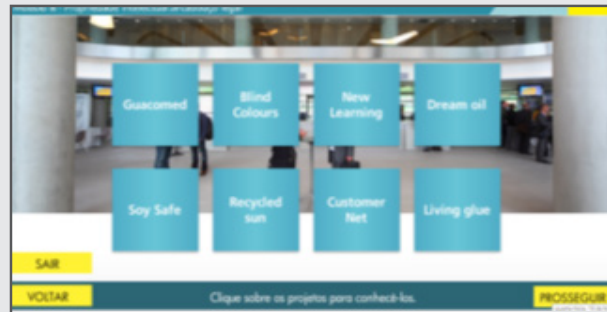 Guacomed
Blind
Colours
New
Learning
Dream oil
Soy Safe
Recycled
sun
Customer
Net
Living glue
SAIR
VOLTAR
Clique sobre os projetos para conhecê-los.
PROSSEGUIR